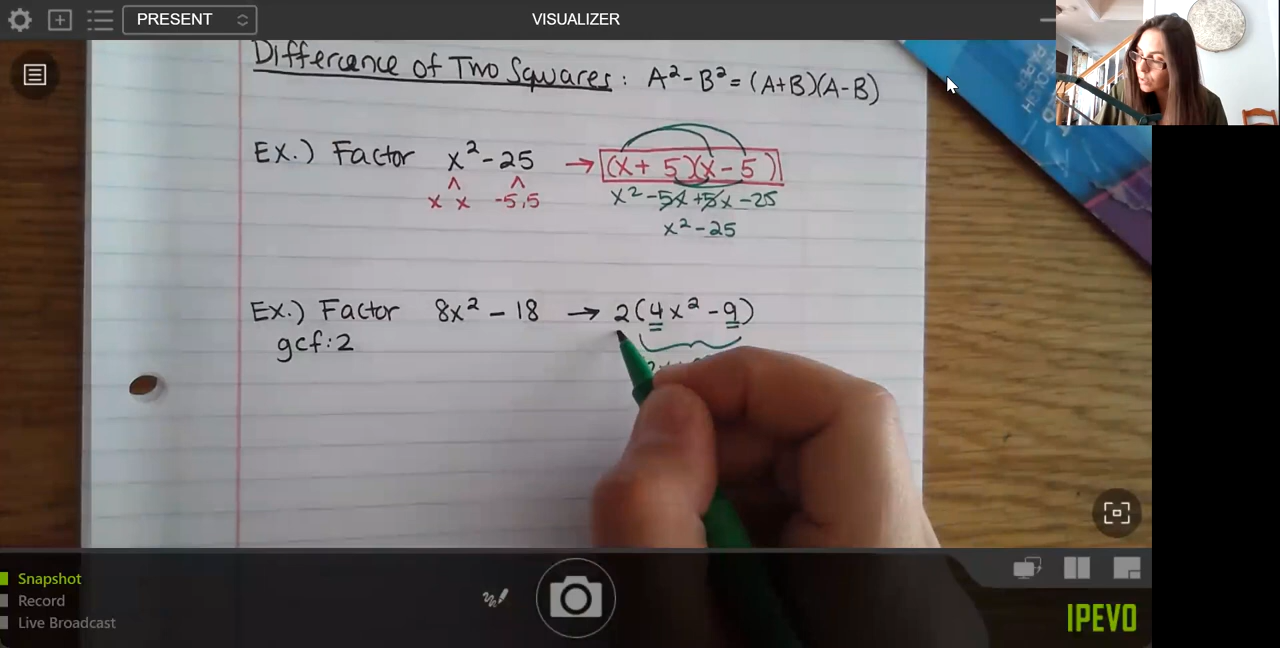 PRESENT
VISUALIZER
Difference of Two Squares: A² - B² = (A+B)(A-B)
Ex.) Factor x² - 25 → (x + 5)(x - 5)
x x -5,5 x² - 5x + 5x - 25
x² - 25
Ex.) Factor 8x² - 18 → 2(4x² - 9)
gcf: 2
Snapshot
Record
Live Broadcast
IPEVO